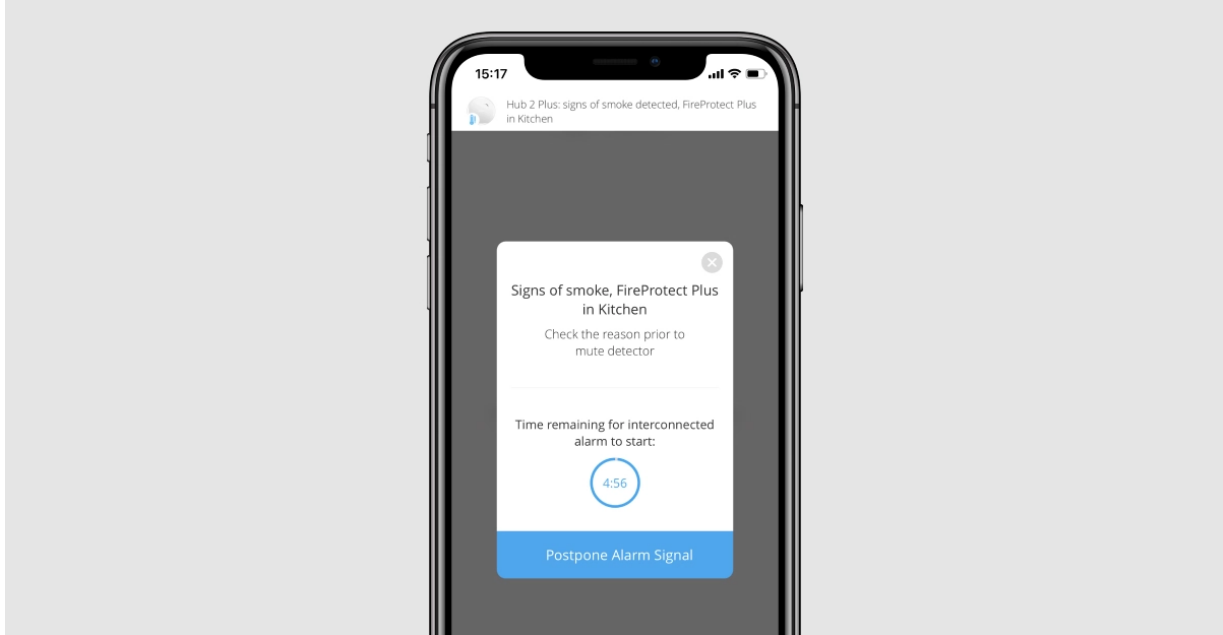 15:17
Hub 2 Plus: signs of smoke detected, FireProtect Plus
in Kitchen
Signs of smoke, FireProtect Plus
in Kitchen
Check the reason prior to
mute detector
Time remaining for interconnected
alarm to start:
4:56
Postpone Alarm Signal